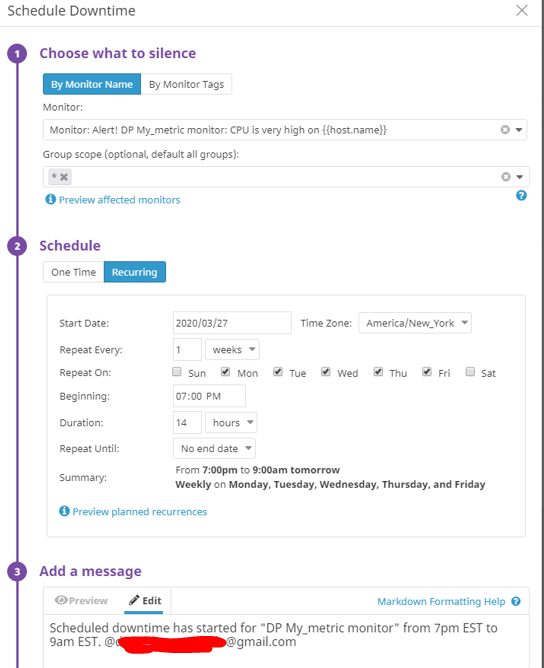 Schedule Downtime
1 Choose what to silence
By Monitor Name By Monitor Tags
Monitor:
Monitor: Alert! DP My_metric monitor: CPU is very high on {{host.name}}
Group scope (optional, default all groups):
*
Preview affected monitors
2 Schedule
One Time Recurring
Start Date: 2020/03/27 Time Zone: America/New_York
Repeat Every: 1 weeks
Repeat On: Sun Mon Tue Wed Thu Fri Sat
Beginning: 07:00 PM
Duration: 14 hours
Repeat Until: No end date
Summary: From 7:00pm to 9:00am tomorrow
Weekly on Monday, Tuesday, Wednesday, Thursday, and Friday
Preview planned recurrences
3 Add a message
Preview Edit Markdown Formatting Help ?
Scheduled downtime has started for "DP My_metric monitor" from 7pm EST to
9am EST. @gmail.com